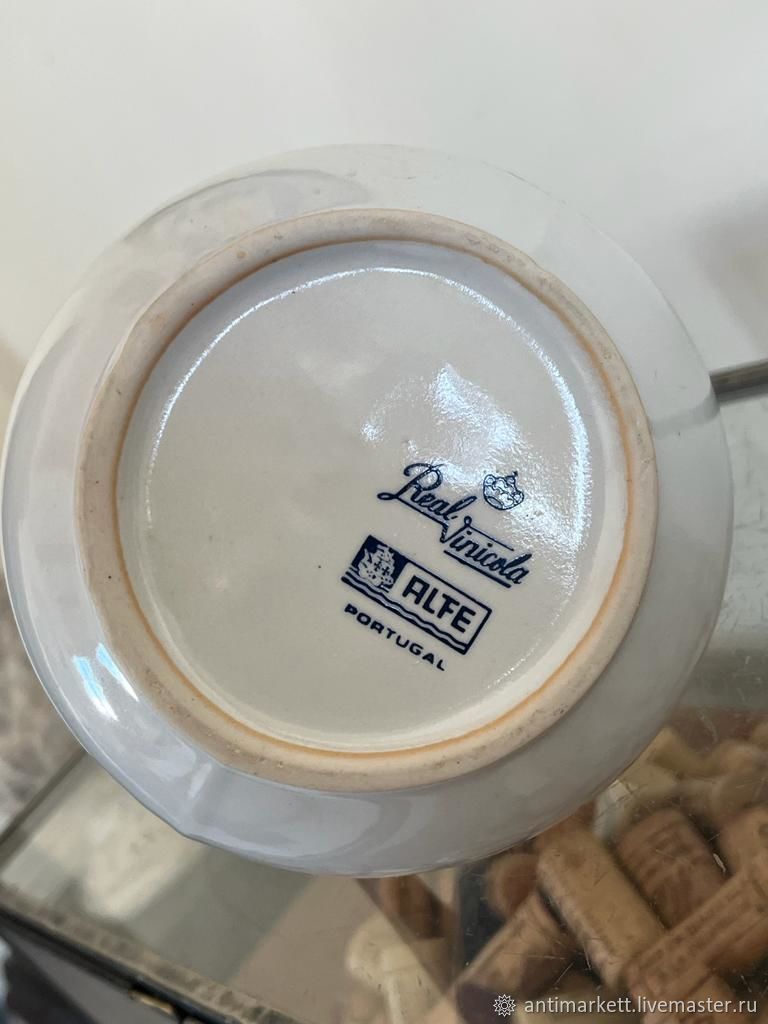 Real
Vinicola
ALFE
PORTUGAL
antimarkett.livemaster.ru